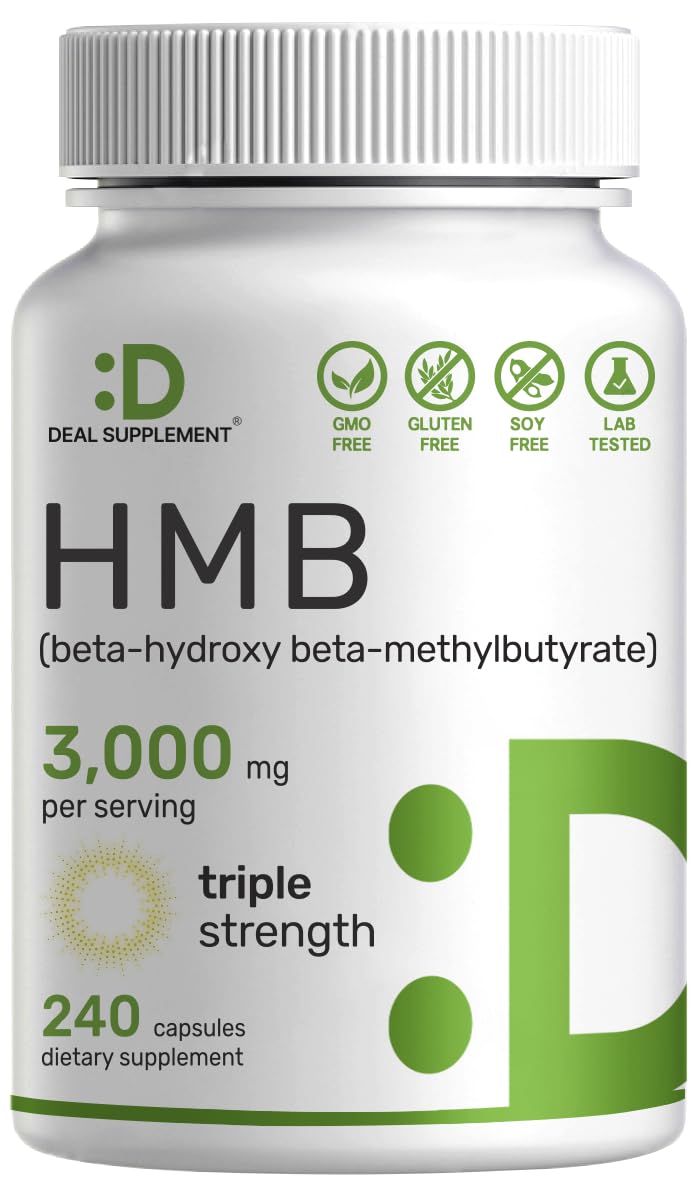 :D
DEAL SUPPLEMENT®
GMO FREE
GLUTEN FREE
SOY FREE
LAB TESTED
HMB
(beta-hydroxy beta-methylbutyrate)
3,000 mg
per serving
triple
strength
240 capsules
dietary supplement
:D